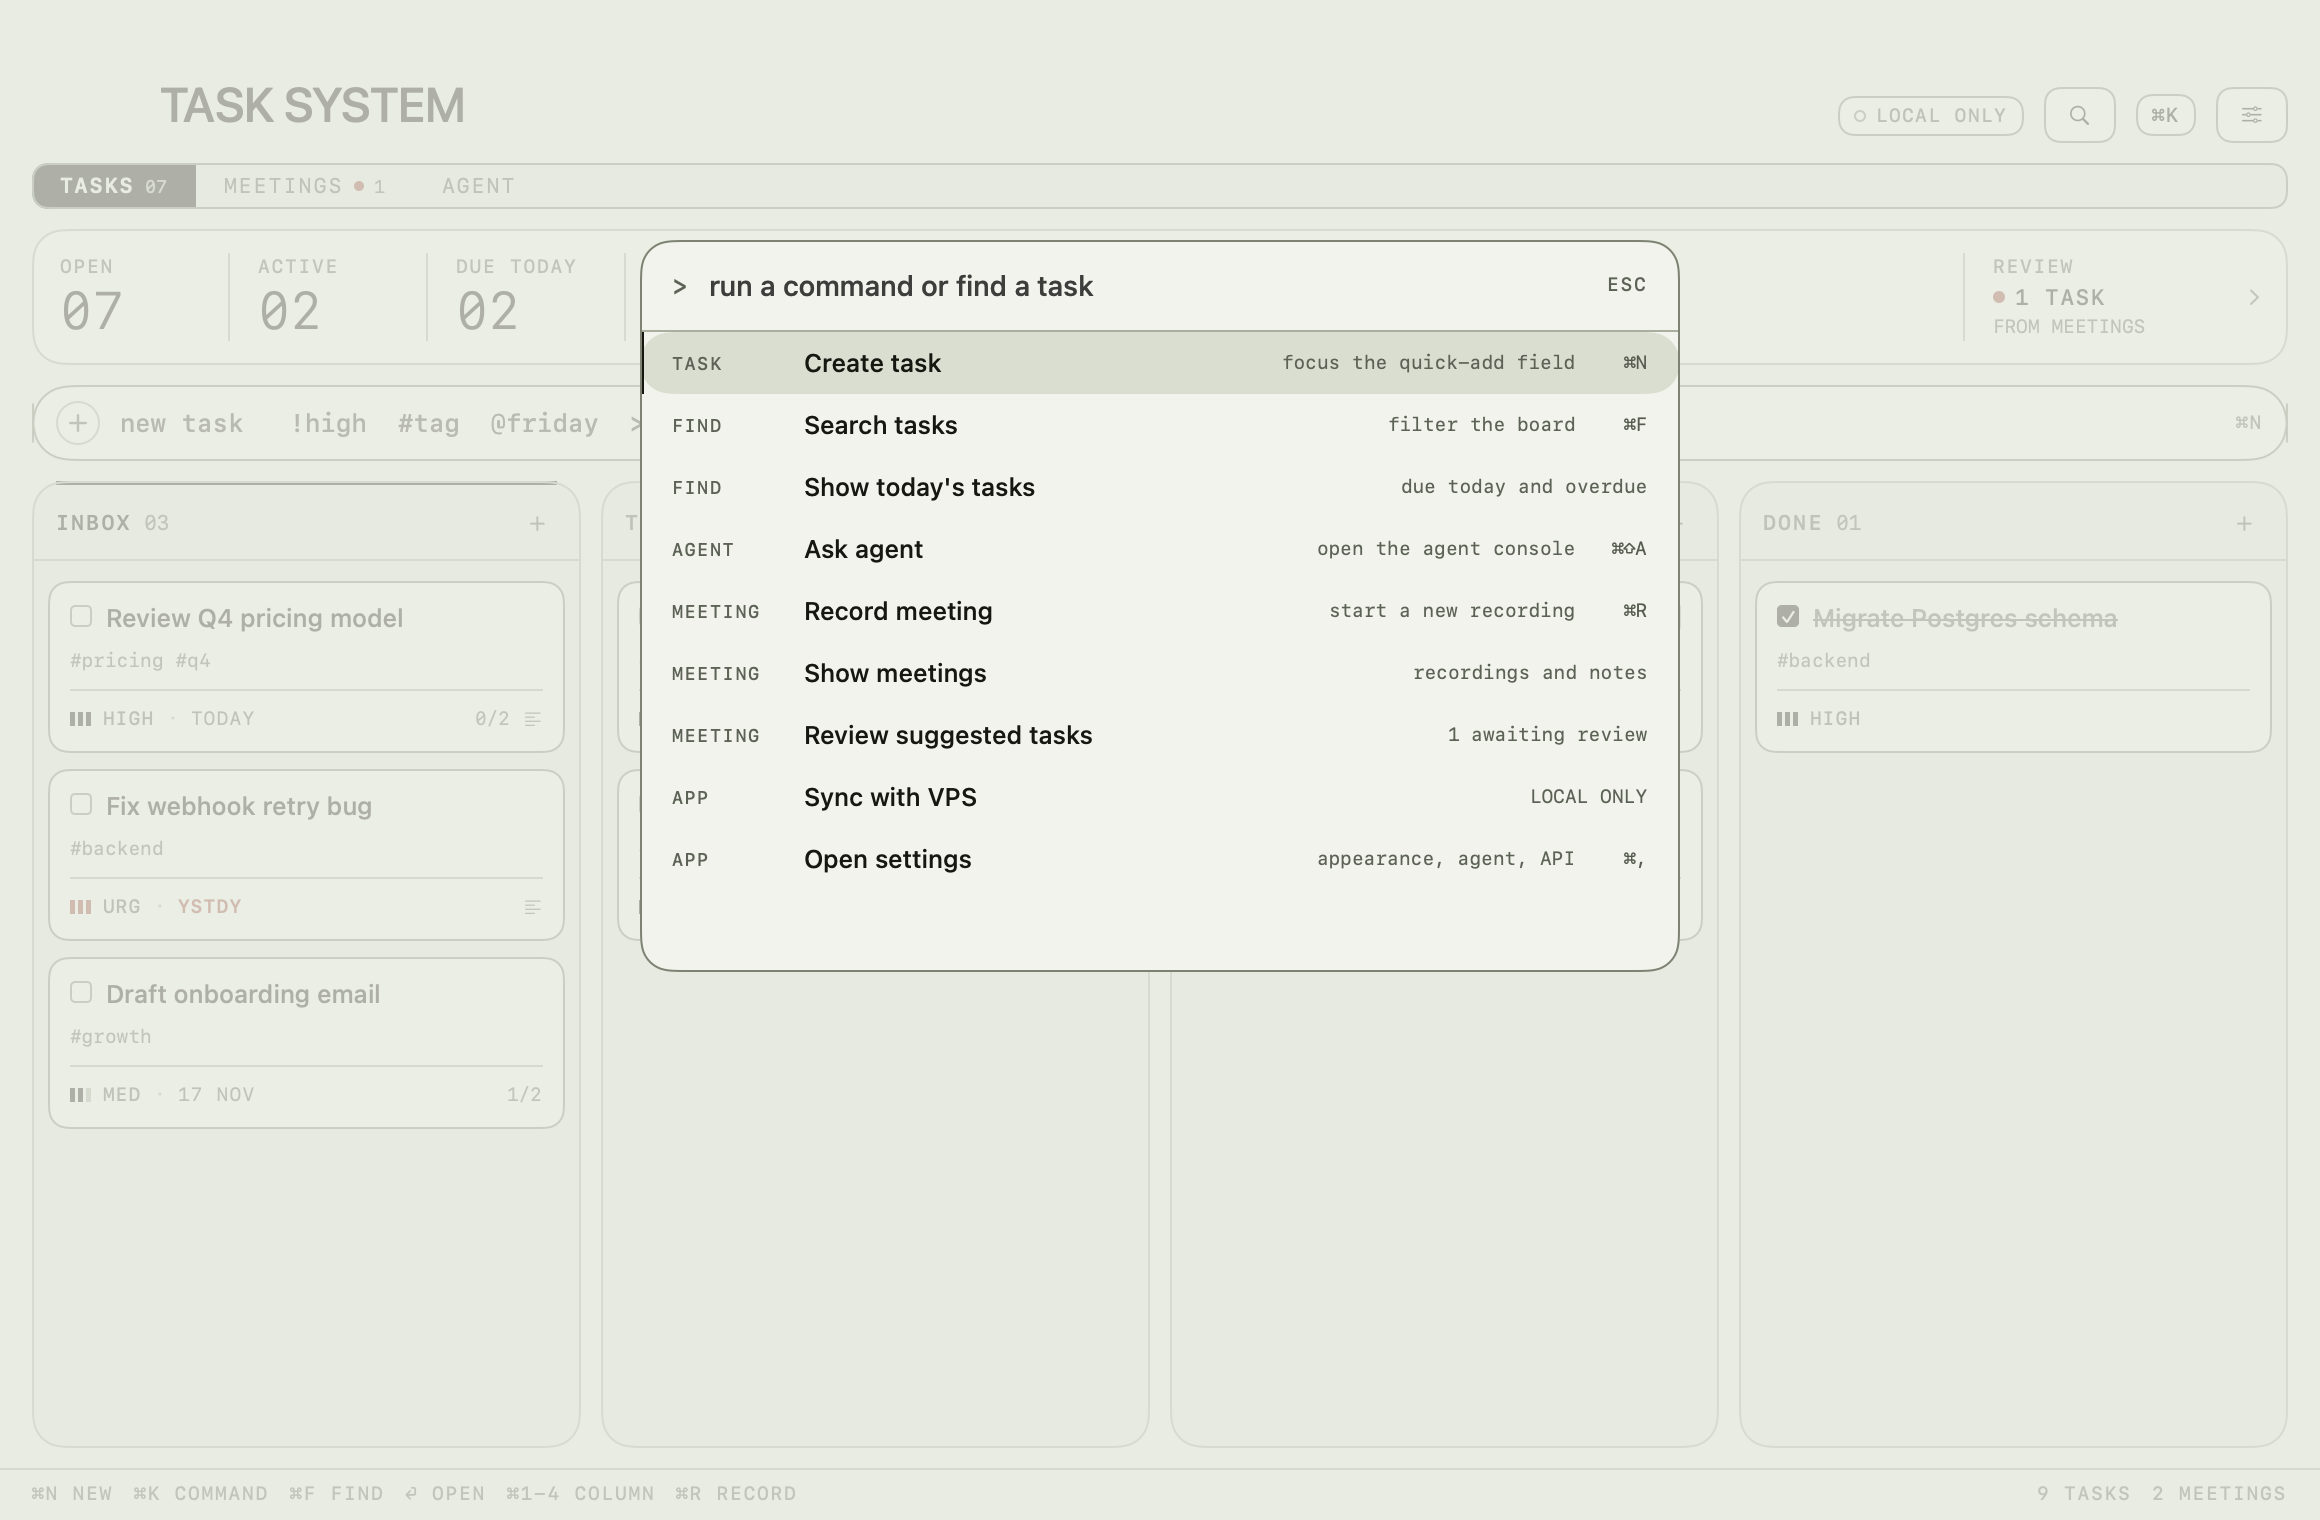 TASK SYSTEM
LOCAL ONLY
⌘K
TASKS 07
MEETINGS 1
AGENT
OPEN
07
ACTIVE
02
DUE TODAY
02
REVIEW
1 TASK
FROM MEETINGS
new task !high #tag @friday >
⌘N
> run a command or find a task ESC
TASK Create task focus the quick-add field ⌘N
FIND Search tasks filter the board ⌘F
FIND Show today's tasks due today and overdue
AGENT Ask agent open the agent console ⌘⇧A
MEETING Record meeting start a new recording ⌘R
MEETING Show meetings recordings and notes
MEETING Review suggested tasks 1 awaiting review
APP Sync with VPS LOCAL ONLY
APP Open settings appearance, agent, API ⌘,
INBOX 03 +
Review Q4 pricing model
#pricing #q4
HIGH · TODAY 0/2
Fix webhook retry bug
#backend
URG · YSTDY
Draft onboarding email
#growth
MED · 17 NOV 1/2
DONE 01 +
Migrate Postgres schema
#backend
HIGH
⌘N NEW ⌘K COMMAND ⌘F FIND ⏎ OPEN ⌘1–4 COLUMN ⌘R RECORD
9 TASKS 2 MEETINGS